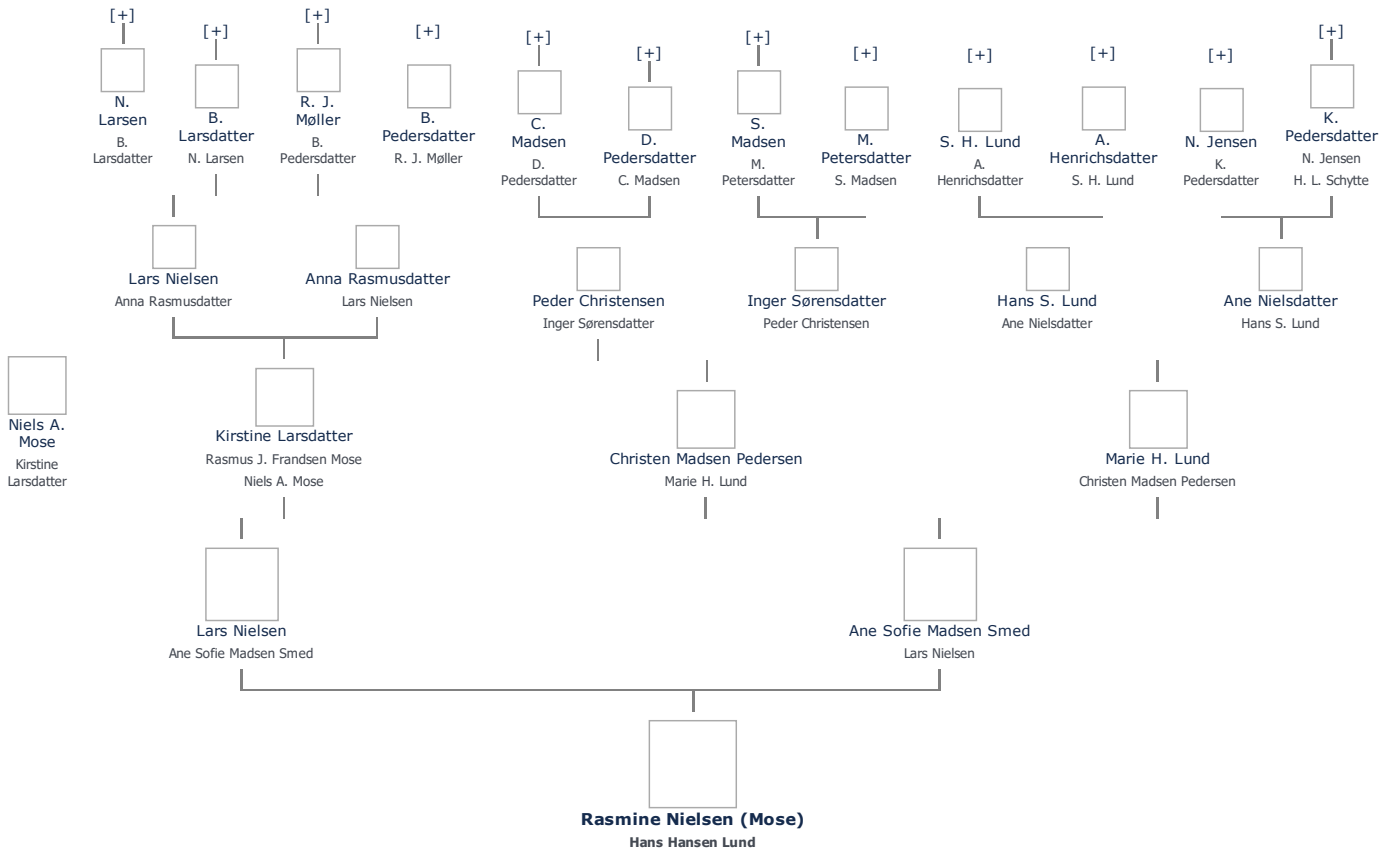 [+]
[+]
[+]
[+]
[+]
[+]
[+]
[+]
[+]
[+]
[+]
[+]
N.
Larsen
B.
Larsdatter
B.
Larsdatter
N. Larsen
R. J.
Møller
B.
Pedersdatter
B.
Pedersdatter
R. J. Møller
C.
Madsen
D.
Pedersdatter
D.
Pedersdatter
C. Madsen
S.
Madsen
M.
Petersdatter
M.
Petersdatter
S. Madsen
S. H. Lund
A.
Henrichsdatter
A.
Henrichsdatter
S. H. Lund
N. Jensen
K.
Pedersdatter
K.
Pedersdatter
N. Jensen
H. L. Schytte
Lars Nielsen
Anna Rasmusdatter
Anna Rasmusdatter
Lars Nielsen
Peder Christensen
Inger Sørensdatter
Inger Sørensdatter
Peder Christensen
Hans S. Lund
Ane Nielsdatter
Ane Nielsdatter
Hans S. Lund
Niels A.
Mose
Kirstine
Larsdatter
Kirstine Larsdatter
Rasmus J. Frandsen Mose
Niels A. Mose
Christen Madsen Pedersen
Marie H. Lund
Marie H. Lund
Christen Madsen Pedersen
Lars Nielsen
Ane Sofie Madsen Smed
Ane Sofie Madsen Smed
Lars Nielsen
Rasmine Nielsen (Mose)
Hans Hansen Lund